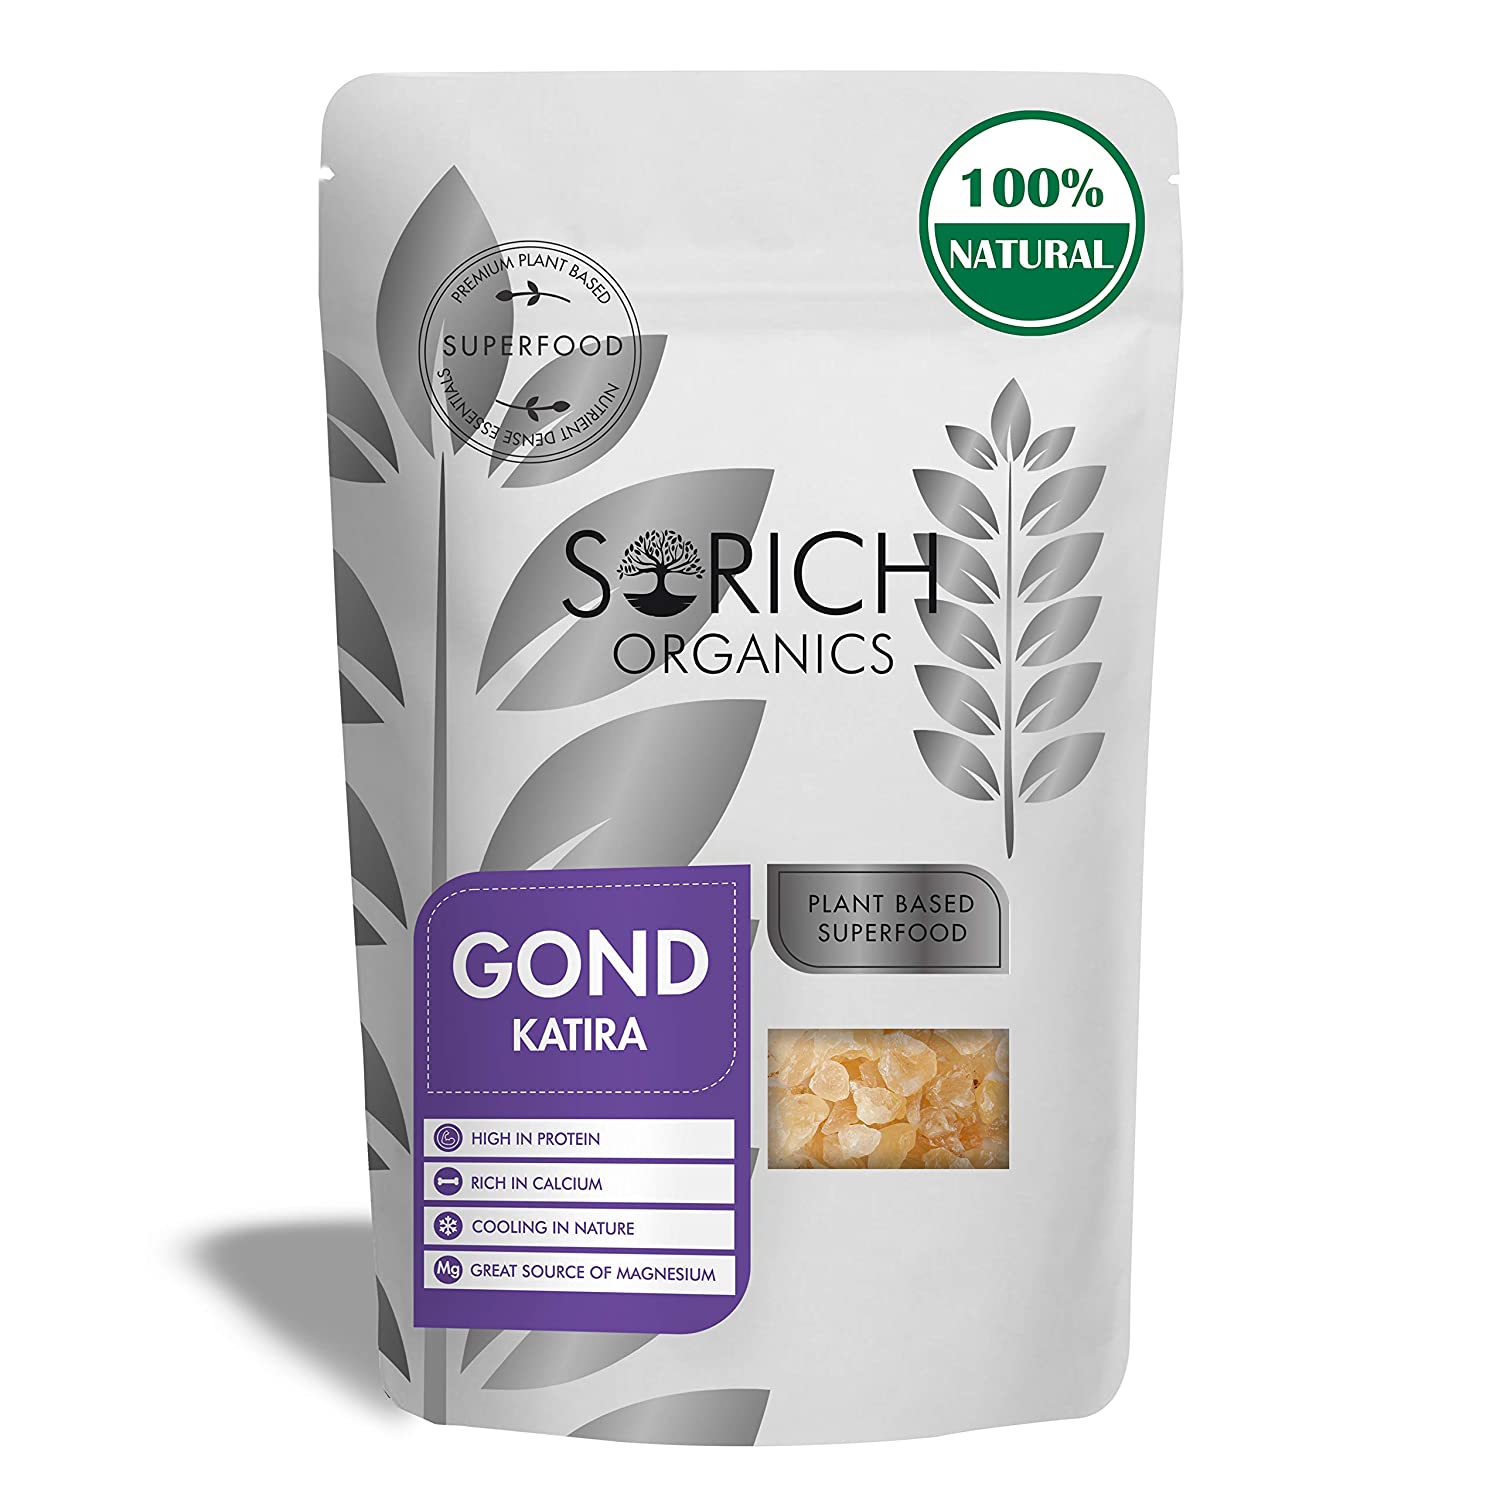 100%
NATURAL
PREMIUM PLANT BASED
SUPERFOOD
NUTRIENT DENSE ESSENTIALS
SORICH
ORGANICS
PLANT BASED
SUPERFOOD
GOND
KATIRA
HIGH IN PROTEIN
RICH IN CALCIUM
COOLING IN NATURE
Mg GREAT SOURCE OF MAGNESIUM